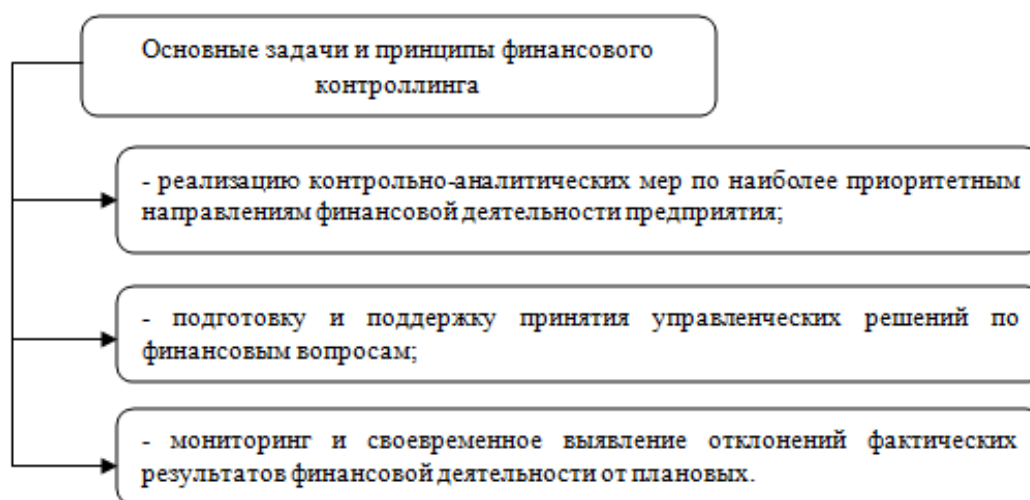 Основные задачи и принципы финансового
контроллинга
- реализацию контрольно-аналитических мер по наиболее приоритетным
направлениям финансовой деятельности предприятия;
- подготовку и поддержку принятия управленческих решений по
финансовым вопросам;
- мониторинг и своевременное выявление отклонений фактических
результатов финансовой деятельности от плановых.